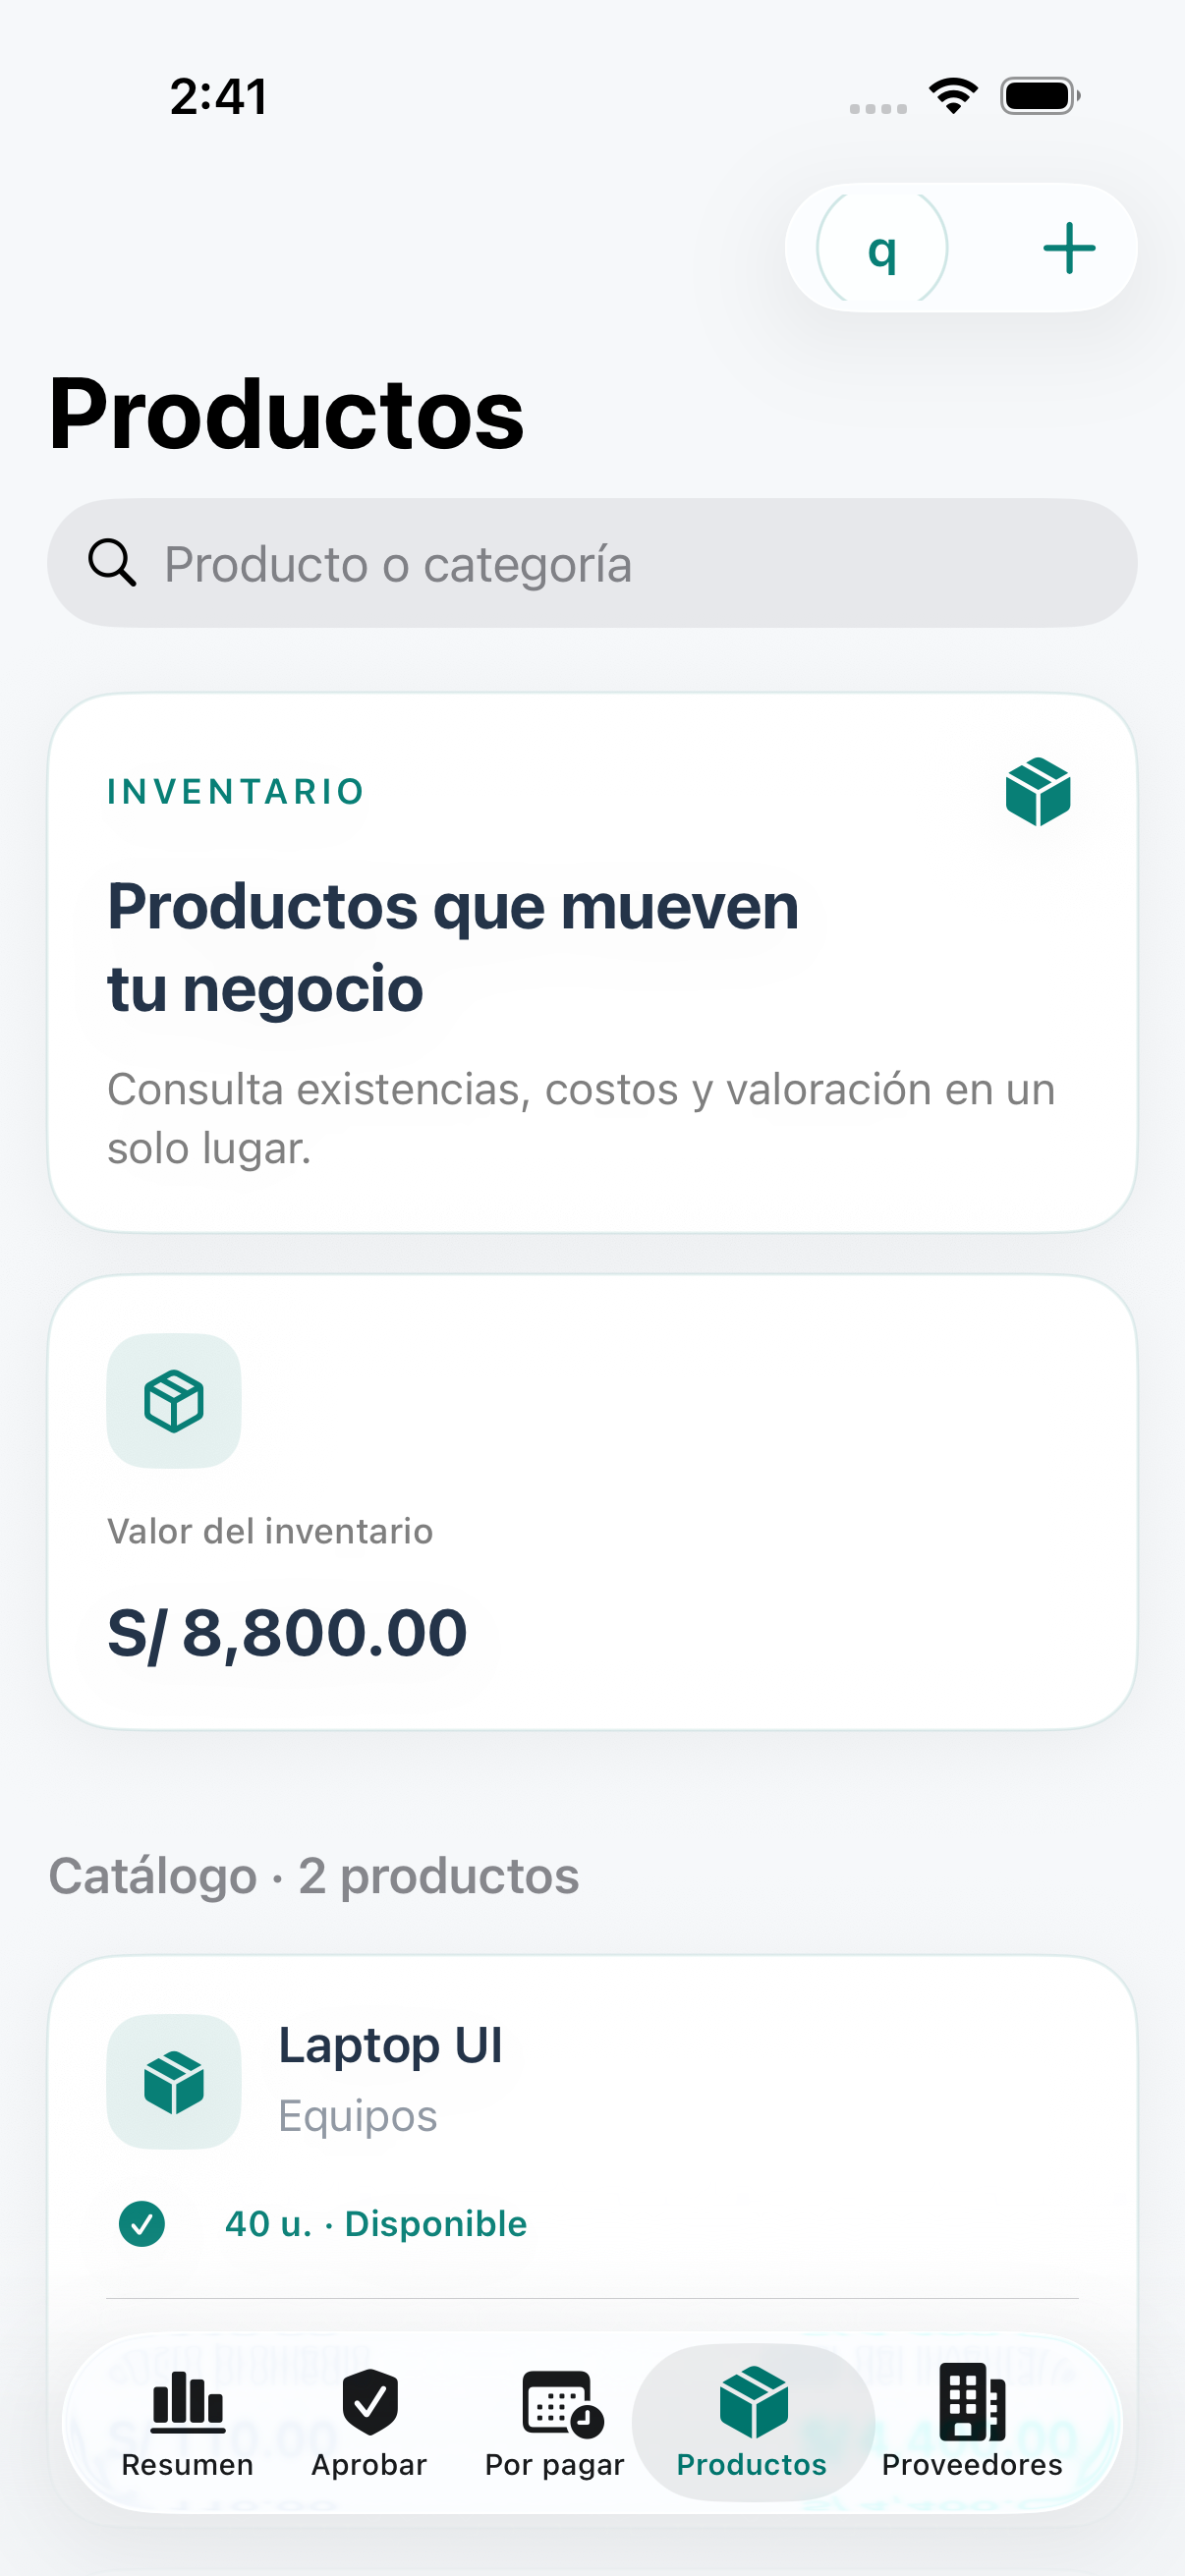 2:41
q
Productos
Producto o categoría
INVENTARIO
Productos que mueven
tu negocio
Consulta existencias, costos y valoración en un
solo lugar.
Valor del inventario
S/ 8,800.00
Catálogo · 2 productos
Laptop UI
Equipos
40 u. · Disponible
Resumen
Aprobar
Por pagar
Productos
Proveedores